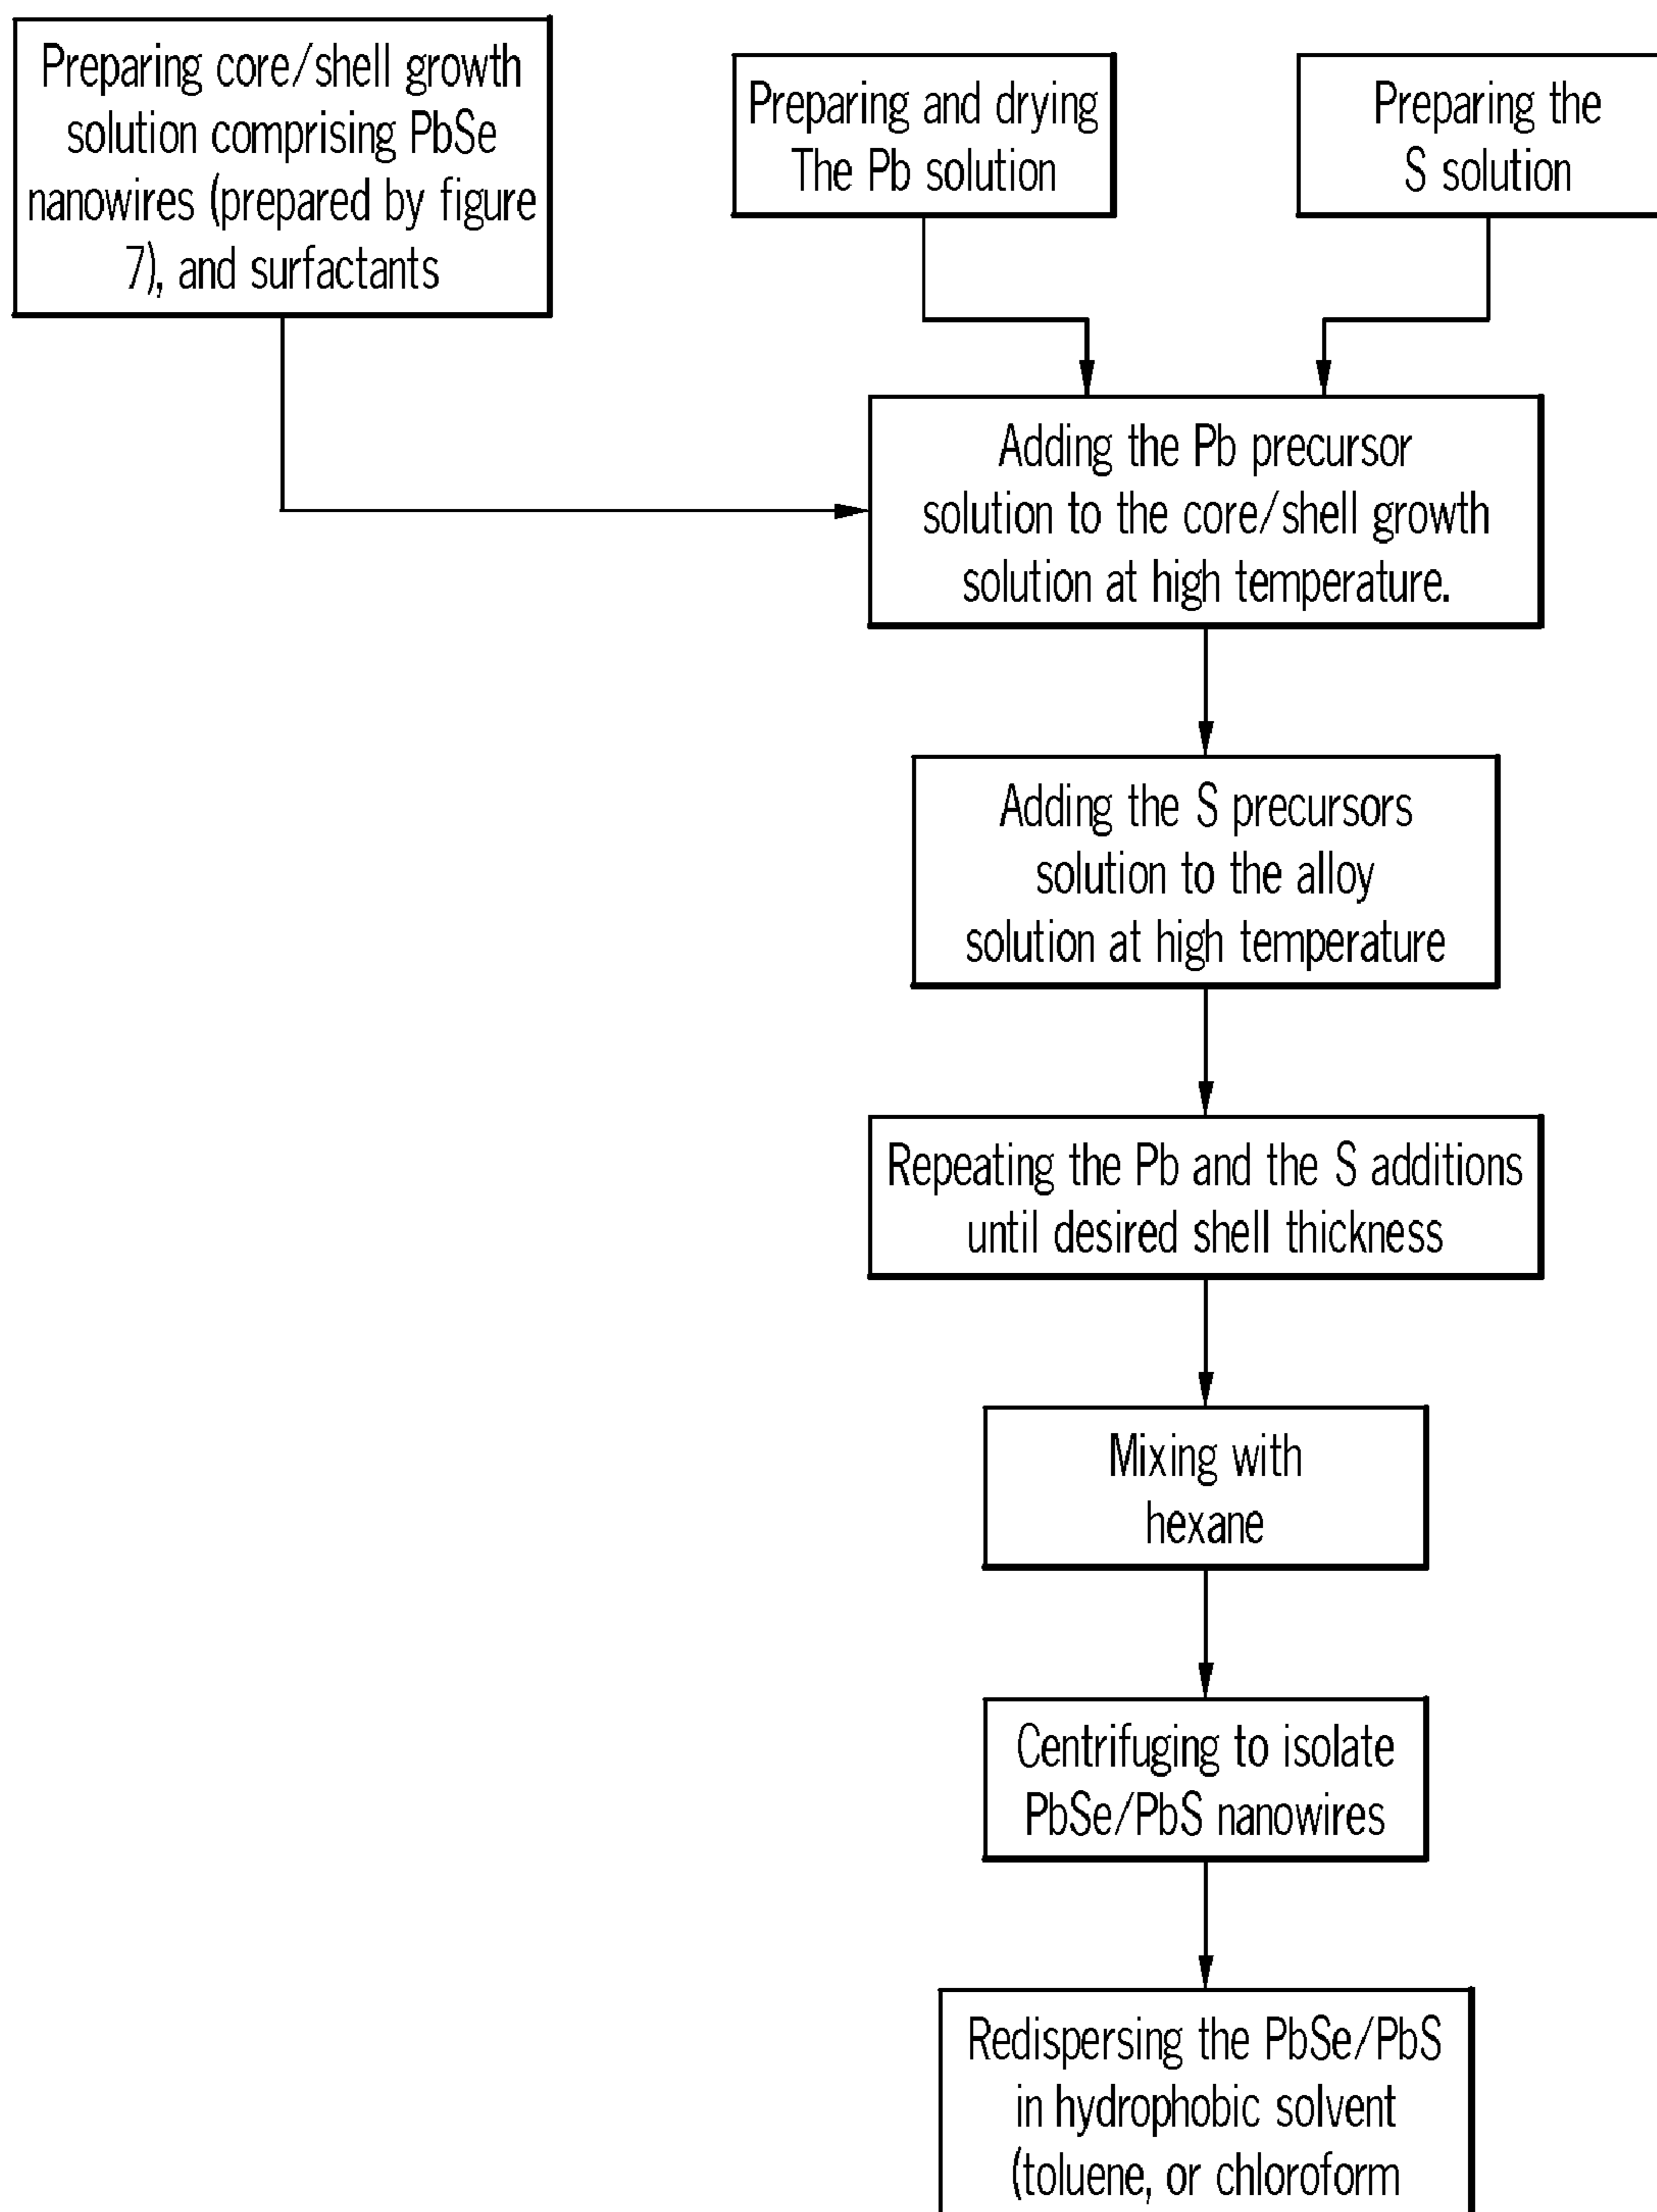 Preparing core/shell growth
solution comprising PbSe
nanowires (prepared by figure
7), and surfactants
Preparing and drying
The Pb solution
Preparing the
S solution
Adding the Pb precursor
solution to the core/shell growth
solution at high temperature.
Adding the S precursors
solution to the alloy
solution at high temperature
Repeating the Pb and the S additions
until desired shell thickness
Mixing with
hexane
Centrifuging to isolate
PbSe/PbS nanowires
Redispersing the PbSe/PbS
in hydrophobic solvent
(toluene, or chloroform